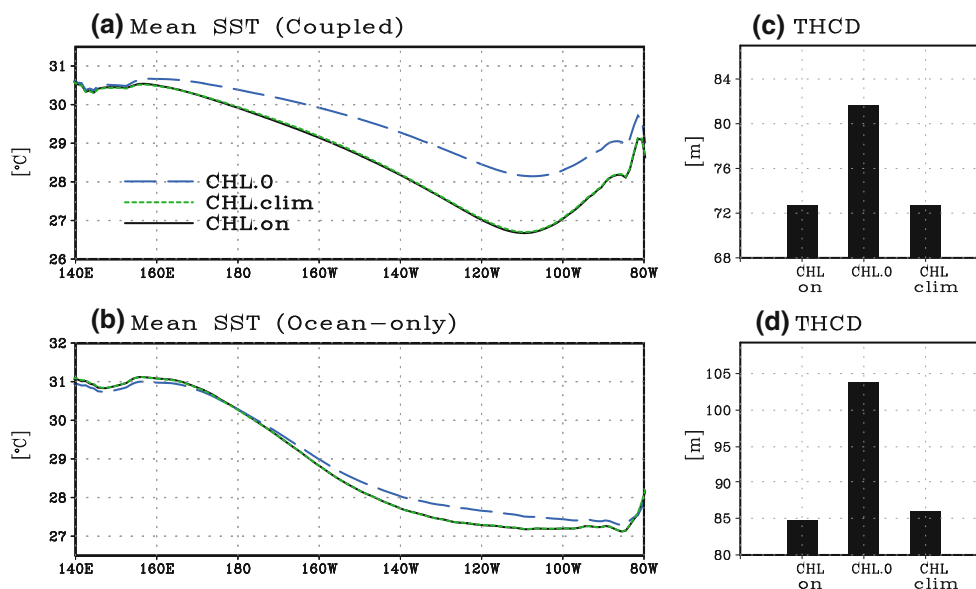 (a) Mean SST (Coupled)
[°C]
31
30
29
28
27
26
CHL.0
CHL.clim
CHL.on
140E 160E 180 160W 140W 120W 100W 80W
(b) Mean SST (Ocean-only)
[°C]
32
31
30
29
28
27
140E 160E 180 160W 140W 120W 100W 80W
(c) THCD
[m]
84
80
76
72
68
CHL on CHL.0 CHL clim
(d) THCD
[m]
105
100
95
90
85
80
CHL on CHL.0 CHL clim